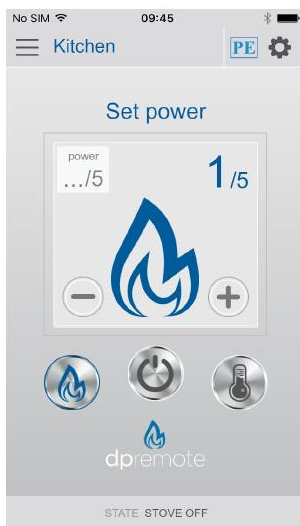 No SIM 09:45
Kitchen PE
Set power
power
.../5
1/5
dpremote
STATE STOVE OFF